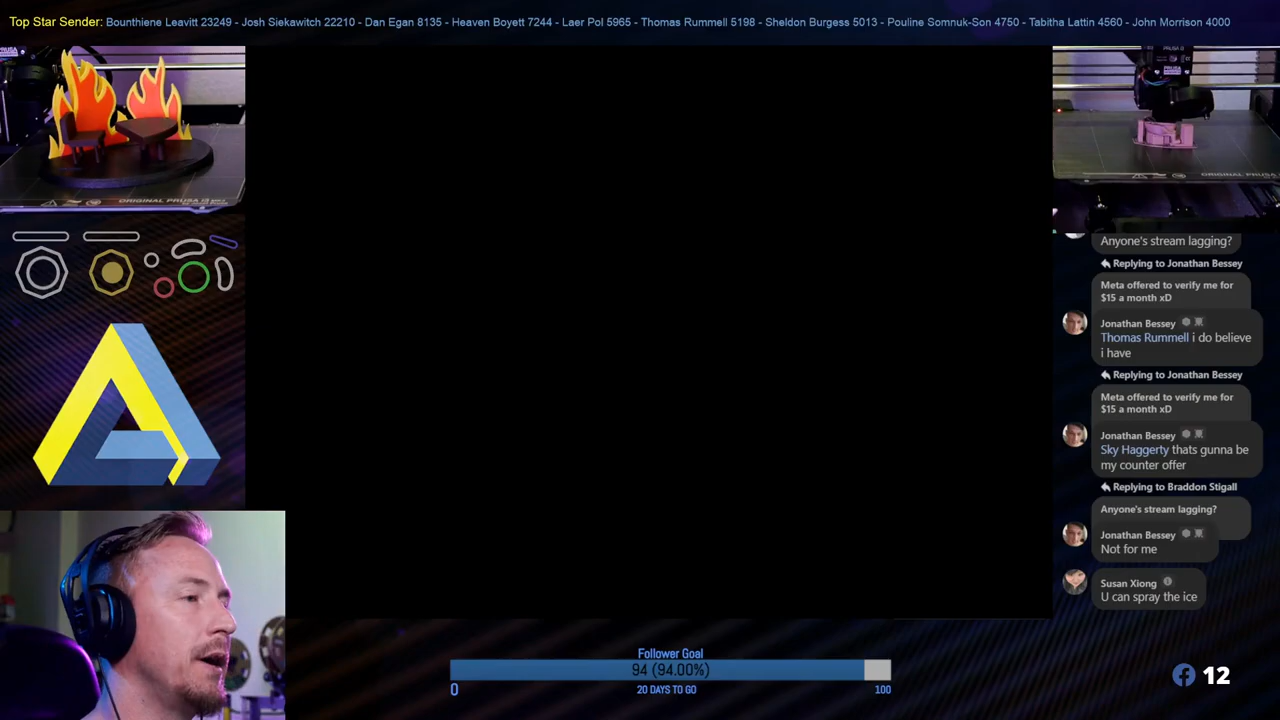 Top Star Sender: Bounthiene Leavitt 23249 - Josh Siekawitch 22210 - Dan Egan 8135 - Heaven Boyett 7244 - Laer Pol 5965 - Thomas Rummell 5198 - Sheldon Burgess 5013 - Pouline Somnuk-Son 4750 - Tabitha Lattin 4560 - John Morrison 4000
ORIGINAL PRUSA
PRUSA
ORIGINAL PRUSA
Anyone's stream lagging?
Replying to Jonathan Bessey
Meta offered to verify me for
$15 a month xD
Jonathan Bessey
Thomas Rummell i do believe
i have
Replying to Jonathan Bessey
Meta offered to verify me for
$15 a month xD
Jonathan Bessey
Sky Haggerty thats gunna be
my counter offer
Replying to Braddon Stigall
Anyone's stream lagging?
Jonathan Bessey
Not for me
Susan Xiong
U can spray the ice
Follower Goal
94 (94.00%)
0
20 DAYS TO GO
100
12